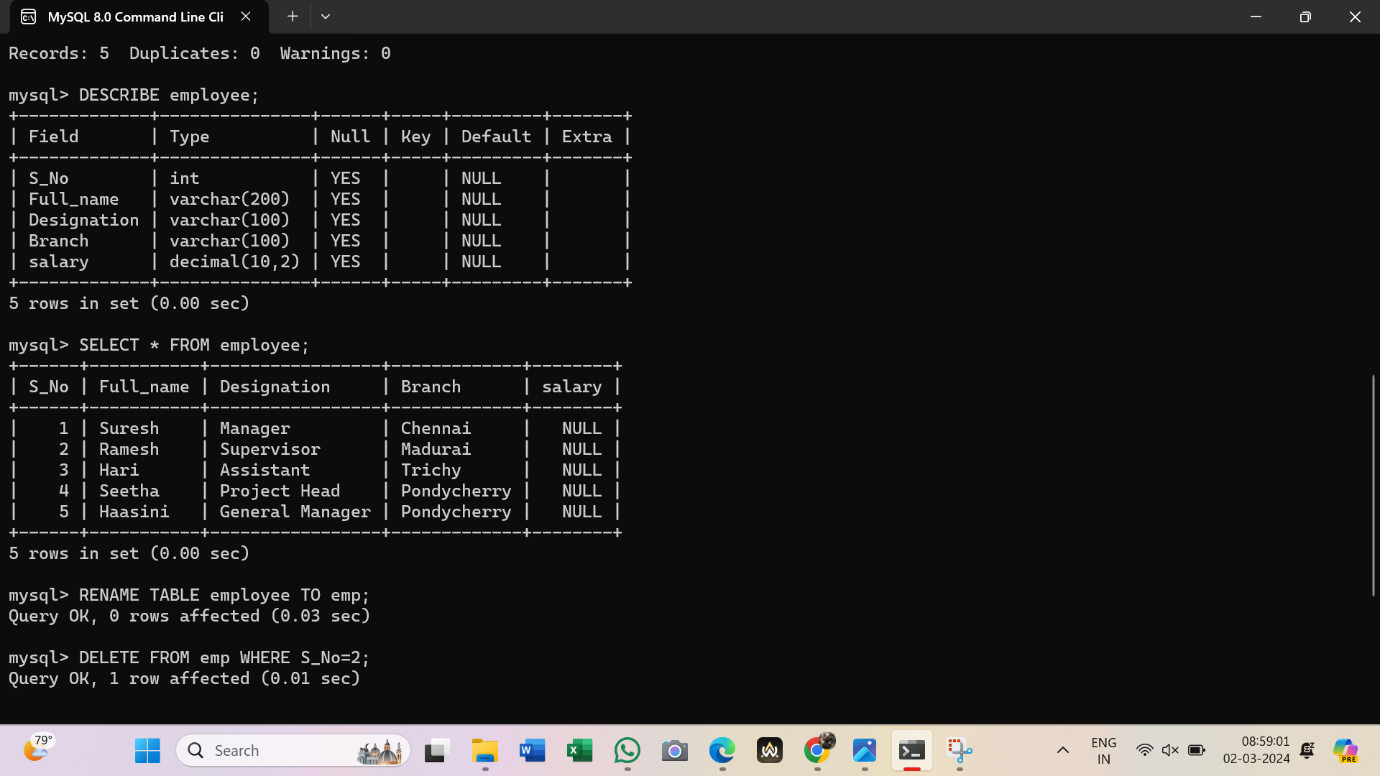 MySQL 8.0 Command Line Cli
Records: 5  Duplicates: 0  Warnings: 0
mysql> DESCRIBE employee;
+-------------+---------------+------+-----+---------+-------+
| Field       | Type          | Null | Key | Default | Extra |
+-------------+---------------+------+-----+---------+-------+
| S_No        | int           | YES  |     | NULL    |       |
| Full_name   | varchar(200)  | YES  |     | NULL    |       |
| Designation | varchar(100)  | YES  |     | NULL    |       |
| Branch      | varchar(100)  | YES  |     | NULL    |       |
| salary      | decimal(10,2) | YES  |     | NULL    |       |
+-------------+---------------+------+-----+---------+-------+
5 rows in set (0.00 sec)
mysql> SELECT * FROM employee;
+------+-----------+-----------------+-------------+--------+
| S_No | Full_name | Designation     | Branch      | salary |
+------+-----------+-----------------+-------------+--------+
|    1 | Suresh    | Manager         | Chennai     |   NULL |
|    2 | Ramesh    | Supervisor      | Madurai     |   NULL |
|    3 | Hari      | Assistant       | Trichy      |   NULL |
|    4 | Seetha    | Project Head    | Pondycherry |   NULL |
|    5 | Haasini   | General Manager | Pondycherry |   NULL |
+------+-----------+-----------------+-------------+--------+
5 rows in set (0.00 sec)
mysql> RENAME TABLE employee TO emp;
Query OK, 0 rows affected (0.03 sec)
mysql> DELETE FROM emp WHERE S_No=2;
Query OK, 1 row affected (0.01 sec)
79°
Search
ENG
IN
08:59:01
02-03-2024
PRE